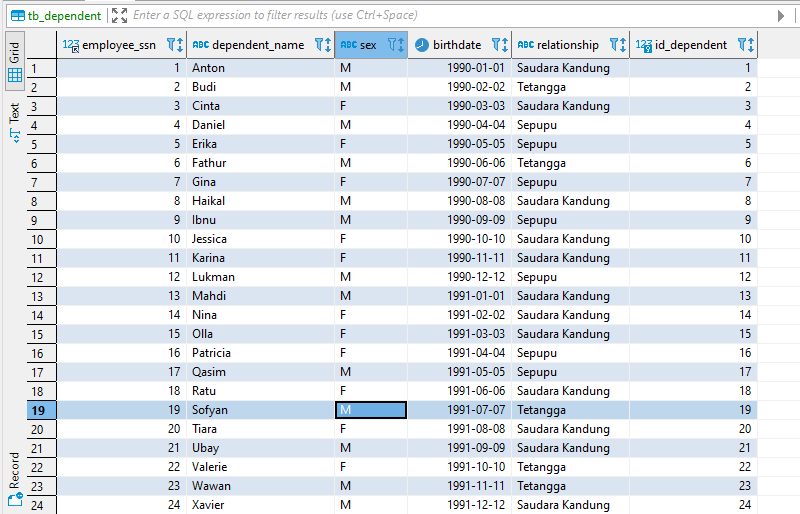 tb_dependent Enter a SQL expression to filter results (use Ctrl+Space)
Grid
Text
Record
123 employee_ssn ABC dependent_name ABC sex birthdate ABC relationship 123 id_dependent
1 1 Anton M 1990-01-01 Saudara Kandung 1
2 2 Budi M 1990-02-02 Tetangga 2
3 3 Cinta F 1990-03-03 Saudara Kandung 3
4 4 Daniel M 1990-04-04 Sepupu 4
5 5 Erika F 1990-05-05 Sepupu 5
6 6 Fathur M 1990-06-06 Tetangga 6
7 7 Gina F 1990-07-07 Sepupu 7
8 8 Haikal M 1990-08-08 Saudara Kandung 8
9 9 Ibnu M 1990-09-09 Sepupu 9
10 10 Jessica F 1990-10-10 Saudara Kandung 10
11 11 Karina F 1990-11-11 Saudara Kandung 11
12 12 Lukman M 1990-12-12 Sepupu 12
13 13 Mahdi M 1991-01-01 Saudara Kandung 13
14 14 Nina F 1991-02-02 Saudara Kandung 14
15 15 Olla F 1991-03-03 Saudara Kandung 15
16 16 Patricia F 1991-04-04 Sepupu 16
17 17 Qasim M 1991-05-05 Sepupu 17
18 18 Ratu F 1991-06-06 Saudara Kandung 18
19 19 Sofyan M 1991-07-07 Tetangga 19
20 20 Tiara F 1991-08-08 Saudara Kandung 20
21 21 Ubay M 1991-09-09 Saudara Kandung 21
22 22 Valerie F 1991-10-10 Tetangga 22
23 23 Wawan M 1991-11-11 Tetangga 23
24 24 Xavier M 1991-12-12 Saudara Kandung 24